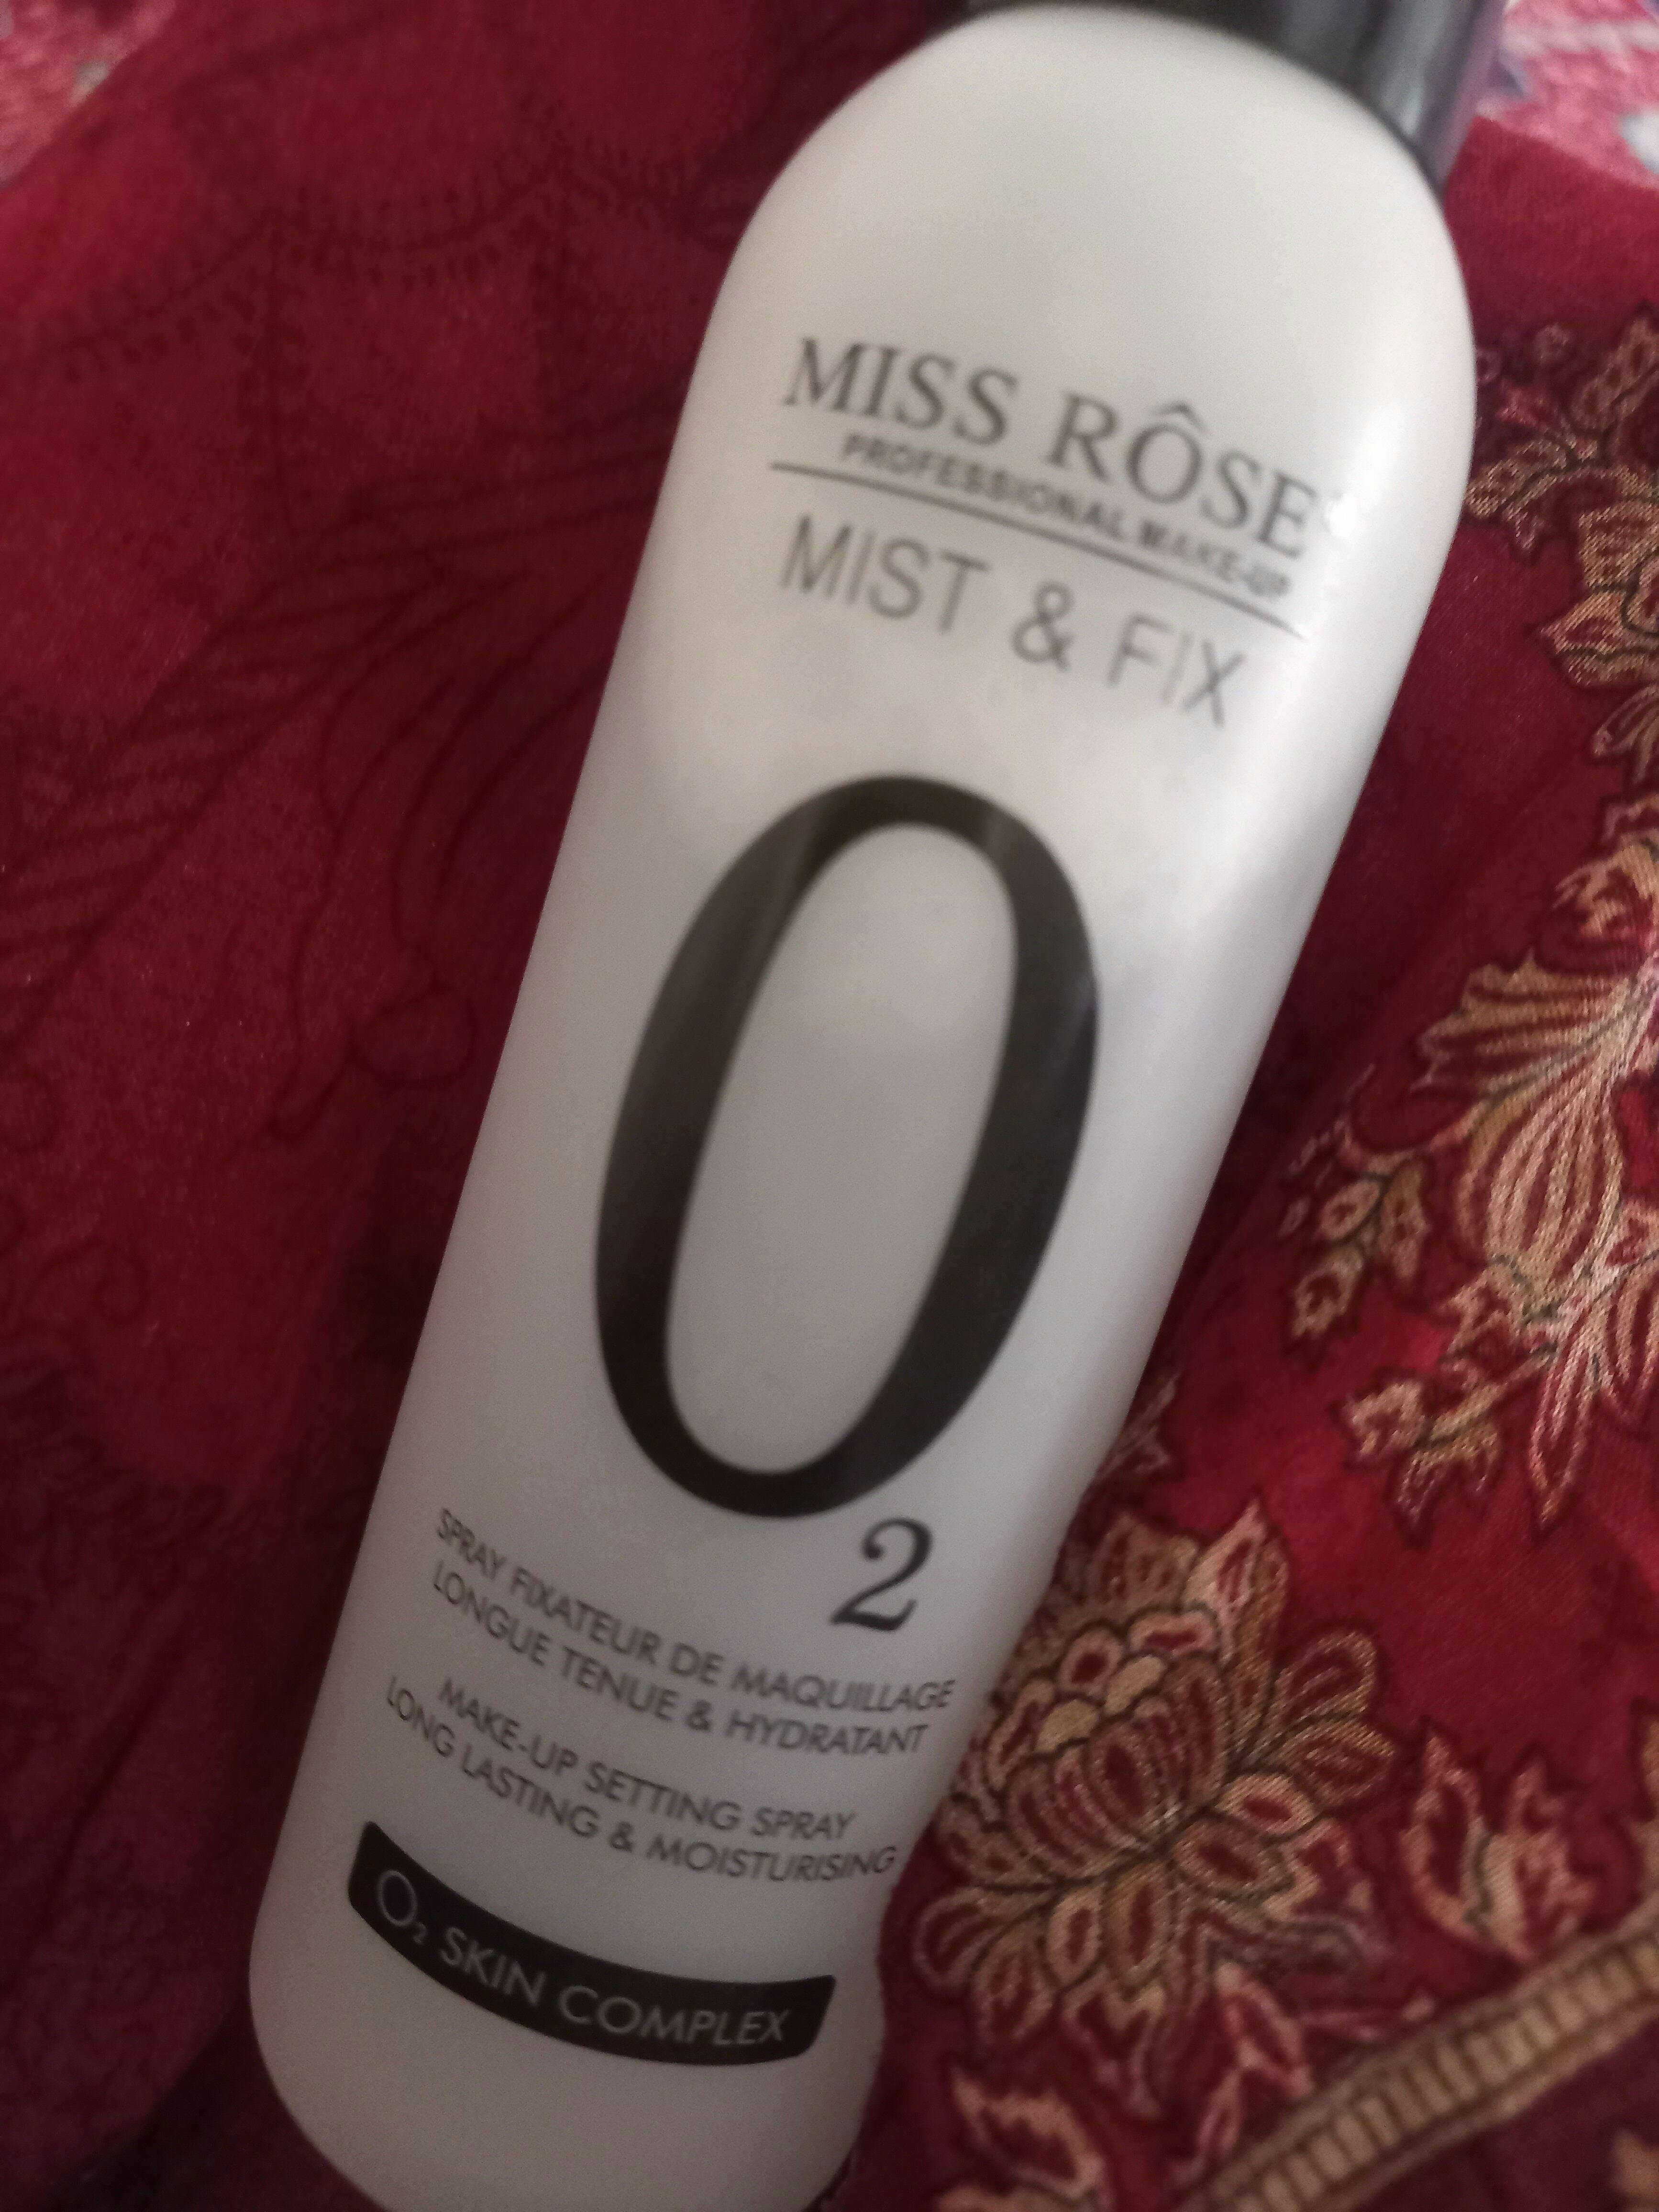 MISS RÔSE
PROFESSIONAL MAKE-UP
MIST & FIX
O2
SPRAY FIXATEUR DE MAQUILLAGE
LONGUE TENUE & HYDRATANT
MAKE-UP SETTING SPRAY
LONG LASTING & MOISTURISING
O₂ SKIN COMPLEX